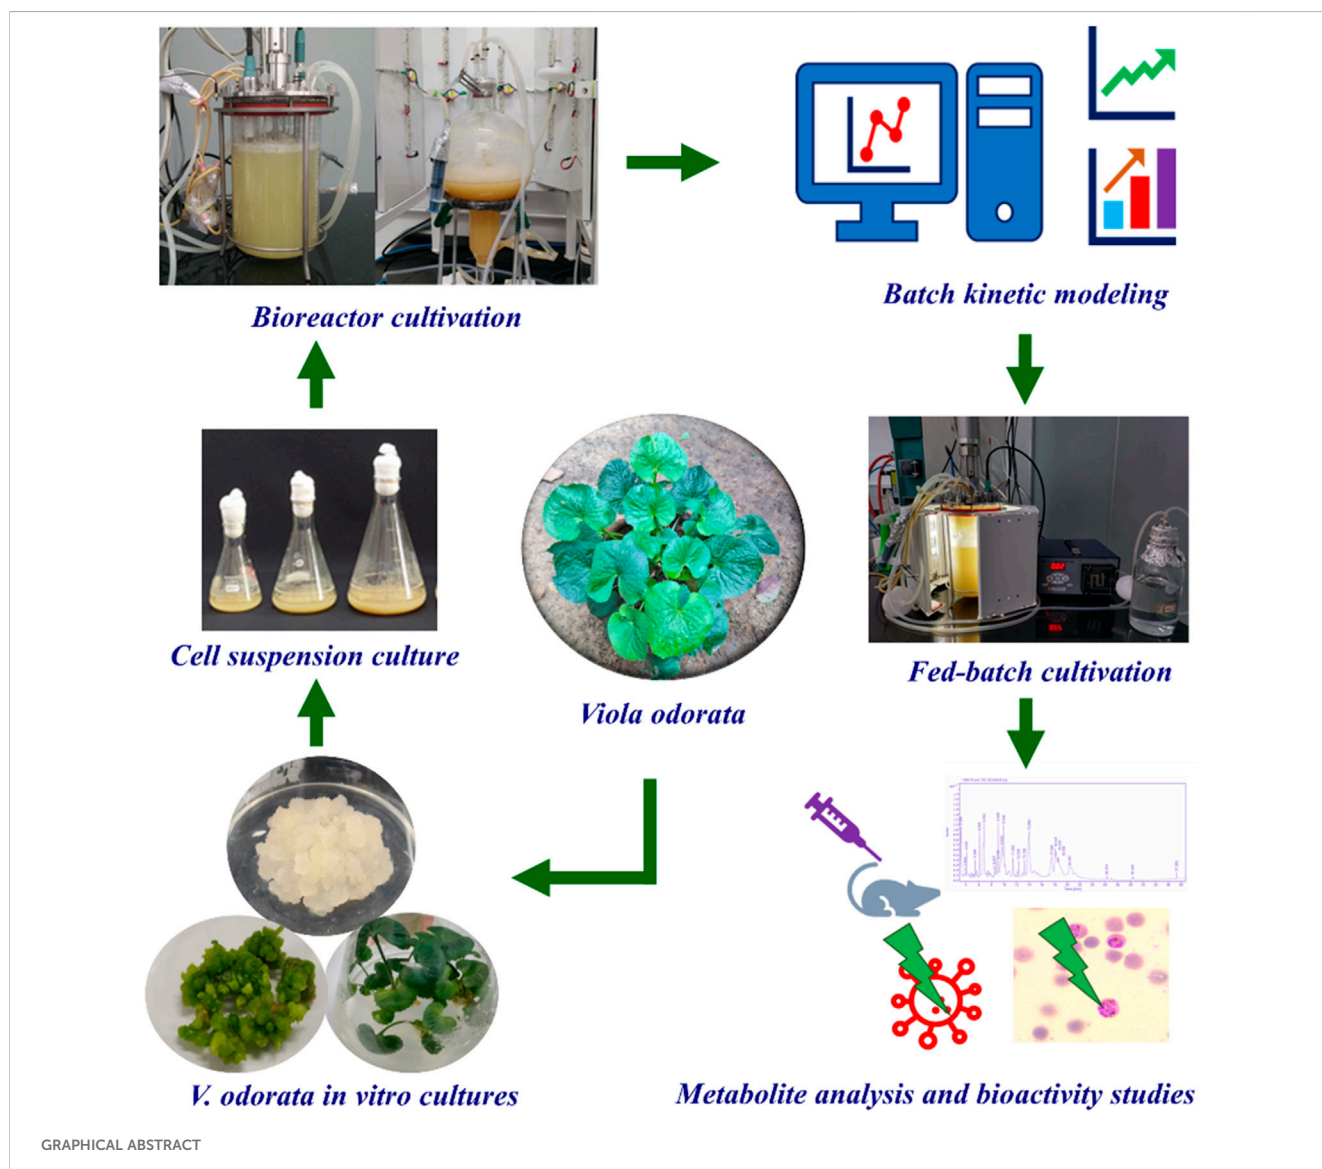 Bioreactor cultivation
Batch kinetic modeling
Cell suspension culture
Viola odorata
Fed-batch cultivation
V. odorata in vitro cultures
Metabolite analysis and bioactivity studies
GRAPHICAL ABSTRACT